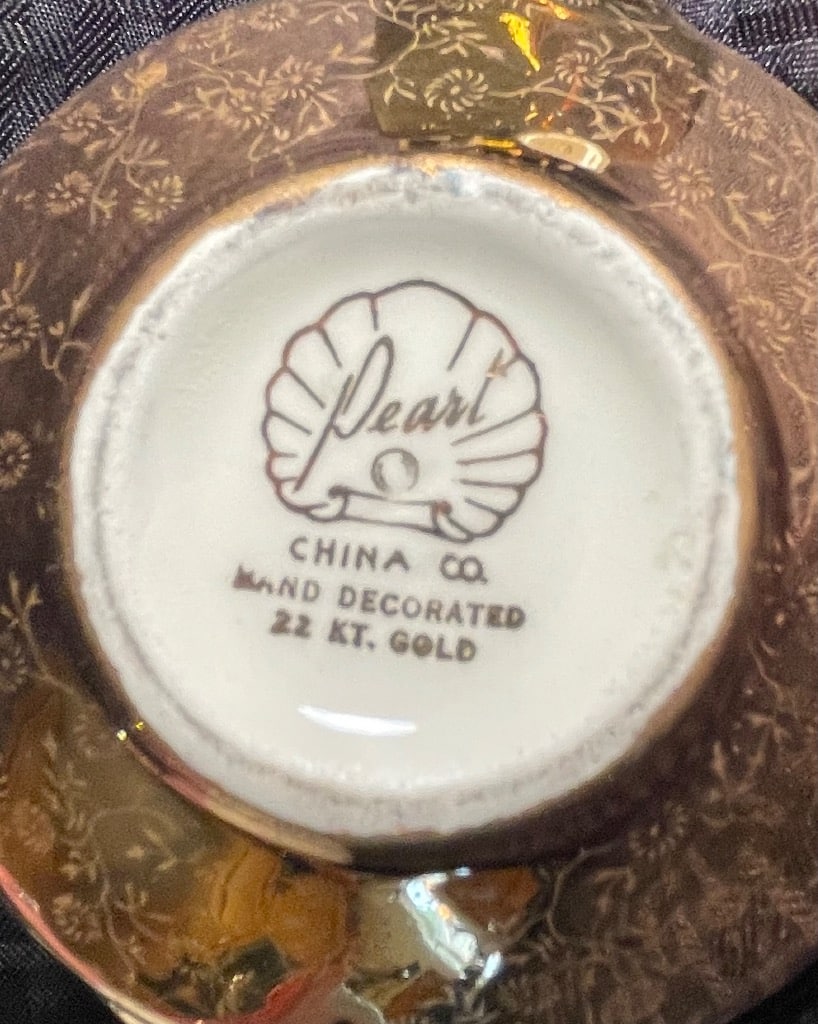 Pearl
CHINA CO.
HAND DECORATED
22 KT. GOLD